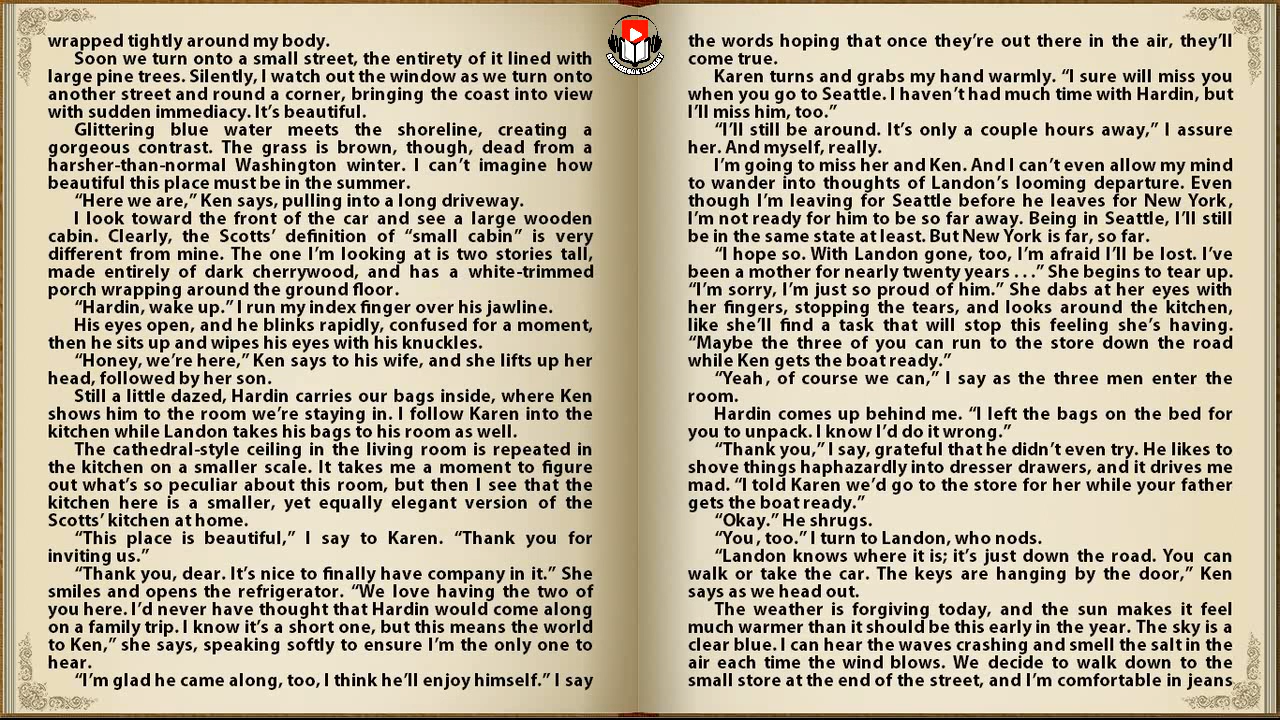 wrapped tightly around my body.
Soon we turn onto a small street, the entirety of it lined with
large pine trees. Silently, I watch out the window as we turn onto
another street and round a corner, bringing the coast into view
with sudden immediacy. It’s beautiful.
Glittering blue water meets the shoreline, creating a
gorgeous contrast. The grass is brown, though, dead from a
harsher-than-normal Washington winter. I can’t imagine how
beautiful this place must be in the summer.
“Here we are,” Ken says, pulling into a long driveway.
I look toward the front of the car and see a large wooden
cabin. Clearly, the Scotts’ definition of “small cabin” is very
different from mine. The one I’m looking at is two stories tall,
made entirely of dark cherrywood, and has a white-trimmed
porch wrapping around the ground floor.
“Hardin, wake up.” I run my index finger over his jawline.
His eyes open, and he blinks rapidly, confused for a moment,
then he sits up and wipes his eyes with his knuckles.
“Honey, we’re here,” Ken says to his wife, and she lifts up her
head, followed by her son.
Still a little dazed, Hardin carries our bags inside, where Ken
shows him to the room we’re staying in. I follow Karen into the
kitchen while Landon takes his bags to his room as well.
The cathedral-style ceiling in the living room is repeated in
the kitchen on a smaller scale. It takes me a moment to figure
out what’s so peculiar about this room, but then I see that the
kitchen here is a smaller, yet equally elegant version of the
Scotts’ kitchen at home.
“This place is beautiful,” I say to Karen. “Thank you for
inviting us.”
“Thank you, dear. It’s nice to finally have company in it.” She
smiles and opens the refrigerator. “We love having the two of
you here. I’d never have thought that Hardin would come along
on a family trip. I know it’s a short one, but this means the world
to Ken,” she says, speaking softly to ensure I’m the only one to
hear.
“I’m glad he came along, too, I think he’ll enjoy himself.” I say
the words hoping that once they’re out there in the air, they’ll
come true.
Karen turns and grabs my hand warmly. “I sure will miss you
when you go to Seattle. I haven’t had much time with Hardin, but
I’ll miss him, too.”
“I’ll still be around. It’s only a couple hours away,” I assure
her. And myself, really.
I’m going to miss her and Ken. And I can’t even allow my mind
to wander into thoughts of Landon’s looming departure. Even
though I’m leaving for Seattle before he leaves for New York,
I’m not ready for him to be so far away. Being in Seattle, I’ll still
be in the same state at least. But New York is far, so far.
“I hope so. With Landon gone, too, I’m afraid I’ll be lost. I’ve
been a mother for nearly twenty years . . .” She begins to tear up.
“I’m sorry, I’m just so proud of him.” She dabs at her eyes with
her fingers, stopping the tears, and looks around the kitchen,
like she’ll find a task that will stop this feeling she’s having.
“Maybe the three of you can run to the store down the road
while Ken gets the boat ready.”
“Yeah, of course we can,” I say as the three men enter the
room.
Hardin comes up behind me. “I left the bags on the bed for
you to unpack. I know I’d do it wrong.”
“Thank you,” I say, grateful that he didn’t even try. He likes to
shove things haphazardly into dresser drawers, and it drives me
mad. “I told Karen we’d go to the store for her while your father
gets the boat ready.”
“Okay.” He shrugs.
“You, too.” I turn to Landon, who nods.
“Landon knows where it is; it’s just down the road. You can
walk or take the car. The keys are hanging by the door,” Ken
says as we head out.
The weather is forgiving today, and the sun makes it feel
much warmer than it should be this early in the year. The sky is a
clear blue. I can hear the waves crashing and smell the salt in the
air each time the wind blows. We decide to walk down to the
small store at the end of the street, and I’m comfortable in jeans